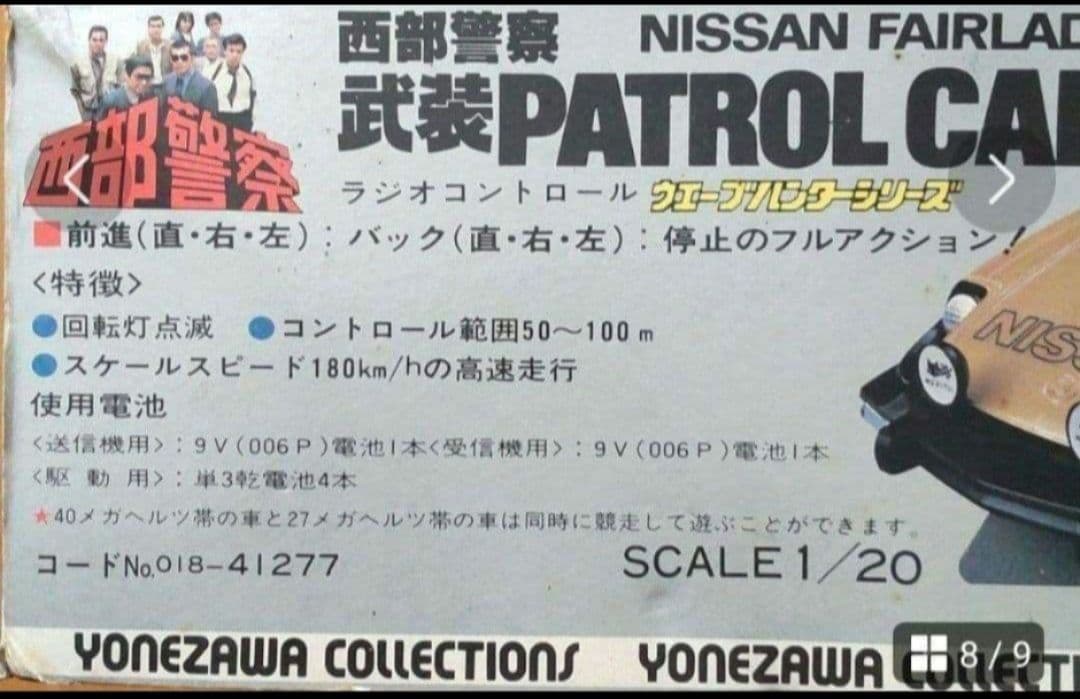 西部警察
西部警察 NISSAN FAIRLAD
武装PATROL CA
ラジオコントロール ウエーブハンターシリーズ
■前進(直・右・左):バック(直・右・左):停止のフルアクション!
<特徴>
●回転灯点滅 ●コントロール範囲50〜100m
●スケールスピード180km/hの高速走行
使用電池
<送信機用>:9V(006P)電池1本<受信機用>:9V(006P)電池1本
<駆動用>:単3乾電池4本
★40メガヘルツ帯の車と27メガヘルツ帯の車は同時に競走して遊ぶことができます。
コードNo.018-41277 SCALE 1/20
NIS
YONEZAWA COLLECTIONS YONEZAWA COLLECTI
8/9